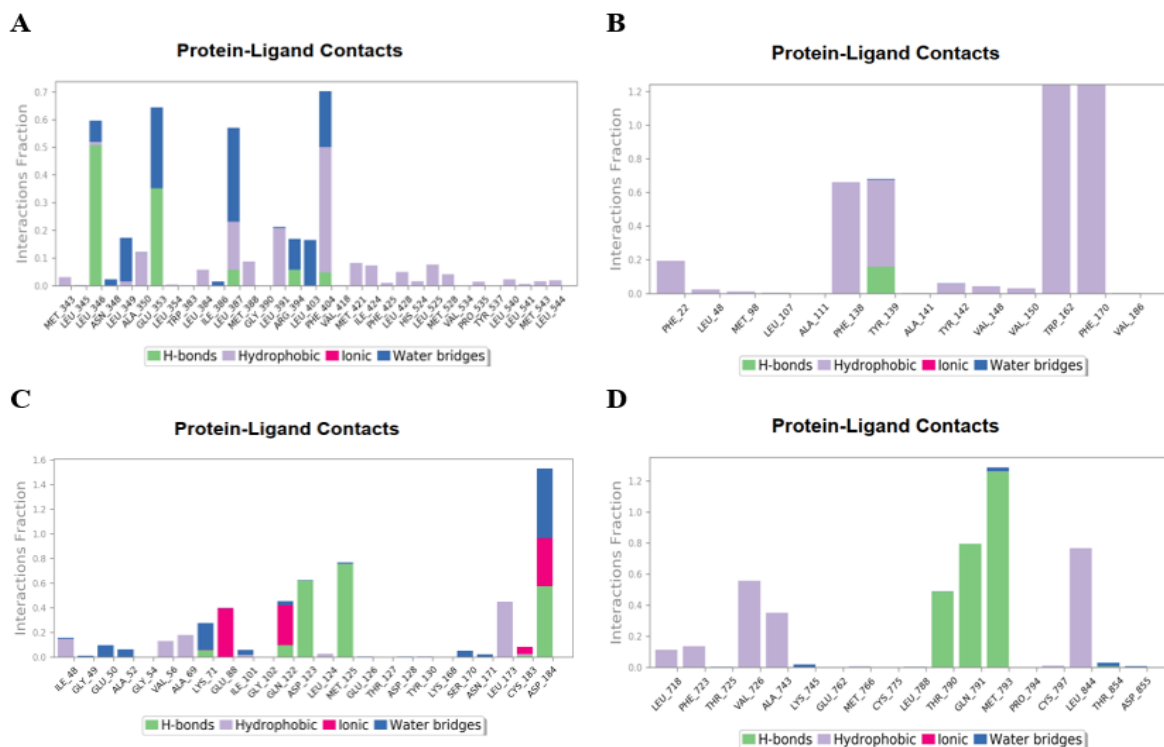 A
Protein-Ligand Contacts
Interactions Fraction
0.7
0.6
0.5
0.4
0.3
0.2
0.1
0.0
MET_343
LEU_345
LEU_346
ASN_348
LEU_349
ALA_350
GLU_353
LEU_354
TRP_383
LEU_384
ILE_386
LEU_387
MET_388
GLY_390
LEU_391
ARG_394
LEU_403
PHE_404
VAL_418
MET_421
ILE_424
PHE_425
LEU_428
HIS_524
LEU_525
MET_528
VAL_534
PRO_535
TYR_537
LEU_540
LEU_541
MET_543
LEU_544
H-bonds Hydrophobic Ionic Water bridges
B
Protein-Ligand Contacts
Interactions Fraction
1.2
1.0
0.8
0.6
0.4
0.2
0.0
PHE_22
LEU_48
MET_98
LEU_107
ALA_111
PHE_138
TYR_139
ALA_141
TYR_142
VAL_148
VAL_150
TRP_162
PHE_170
VAL_186
H-bonds Hydrophobic Ionic Water bridges
C
Protein-Ligand Contacts
Interactions Fraction
1.6
1.4
1.2
1.0
0.8
0.6
0.4
0.2
0.0
ILE_48
GLY_49
GLU_50
ALA_52
GLY_54
VAL_56
ALA_69
LYS_71
GLU_88
ILE_101
GLY_102
GLN_122
ASP_123
LEU_124
MET_125
GLU_126
THR_127
ASP_128
TYR_130
LYS_168
SER_170
ASN_171
LEU_173
CYS_183
ASP_184
H-bonds Hydrophobic Ionic Water bridges
D
Protein-Ligand Contacts
Interactions Fraction
1.2
1.0
0.8
0.6
0.4
0.2
0.0
LEU_718
PHE_723
THR_725
VAL_726
ALA_743
LYS_745
GLU_762
MET_766
CYS_775
LEU_788
THR_790
GLN_791
MET_793
PRO_794
CYS_797
LEU_844
THR_854
ASP_855
H-bonds Hydrophobic Ionic Water bridges